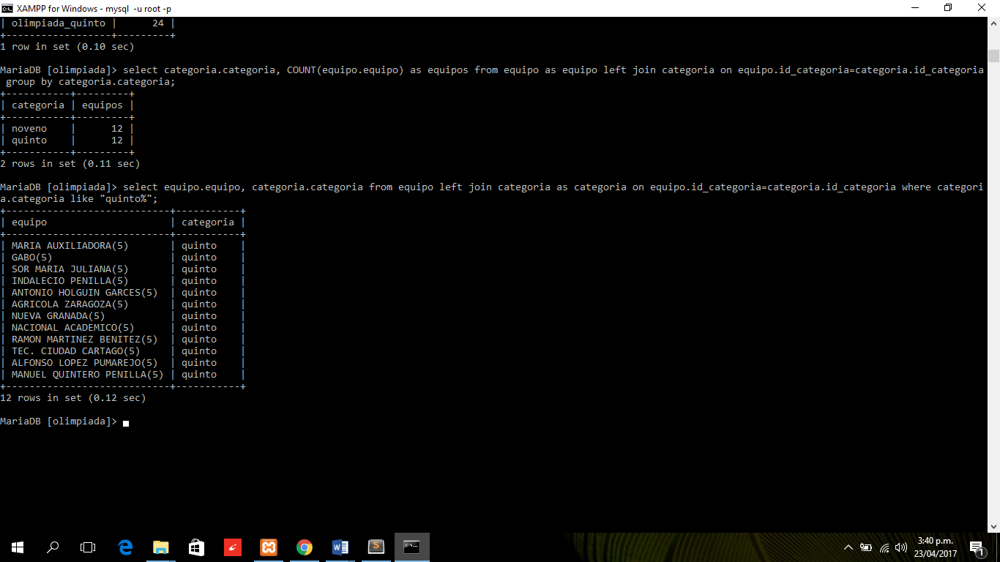 XAMPP for Windows - mysql -u root -p
| olimpiada_quinto |      24 |
+------------------+---------+
1 row in set (0.10 sec)
MariaDB [olimpiada]> select categoria.categoria, COUNT(equipo.equipo) as equipos from equipo as equipo left join categoria on equipo.id_categoria=categoria.id_categoria
 group by categoria.categoria;
+-----------+---------+
| categoria | equipos |
+-----------+---------+
| noveno    |      12 |
| quinto    |      12 |
+-----------+---------+
2 rows in set (0.11 sec)
MariaDB [olimpiada]> select equipo.equipo, categoria.categoria from equipo left join categoria as categoria on equipo.id_categoria=categoria.id_categoria where categori
a.categoria like "quinto%";
+----------------------------+-----------+
| equipo                     | categoria |
+----------------------------+-----------+
| MARIA AUXILIADORA(5)       | quinto    |
| GABO(5)                    | quinto    |
| SOR MARIA JULIANA(5)       | quinto    |
| INDALECIO PENILLA(5)       | quinto    |
| ANTONIO HOLGUIN GARCES(5)  | quinto    |
| AGRICOLA ZARAGOZA(5)       | quinto    |
| NUEVA GRANADA(5)           | quinto    |
| NACIONAL ACADEMICO(5)      | quinto    |
| RAMON MARTINEZ BENITEZ(5)  | quinto    |
| TEC. CIUDAD CARTAGO(5)     | quinto    |
| ALFONSO LOPEZ PUMAREJO(5)  | quinto    |
| MANUEL QUINTERO PENILLA(5) | quinto    |
+----------------------------+-----------+
12 rows in set (0.12 sec)
MariaDB [olimpiada]>
3:40 p.m.
23/04/2017
1